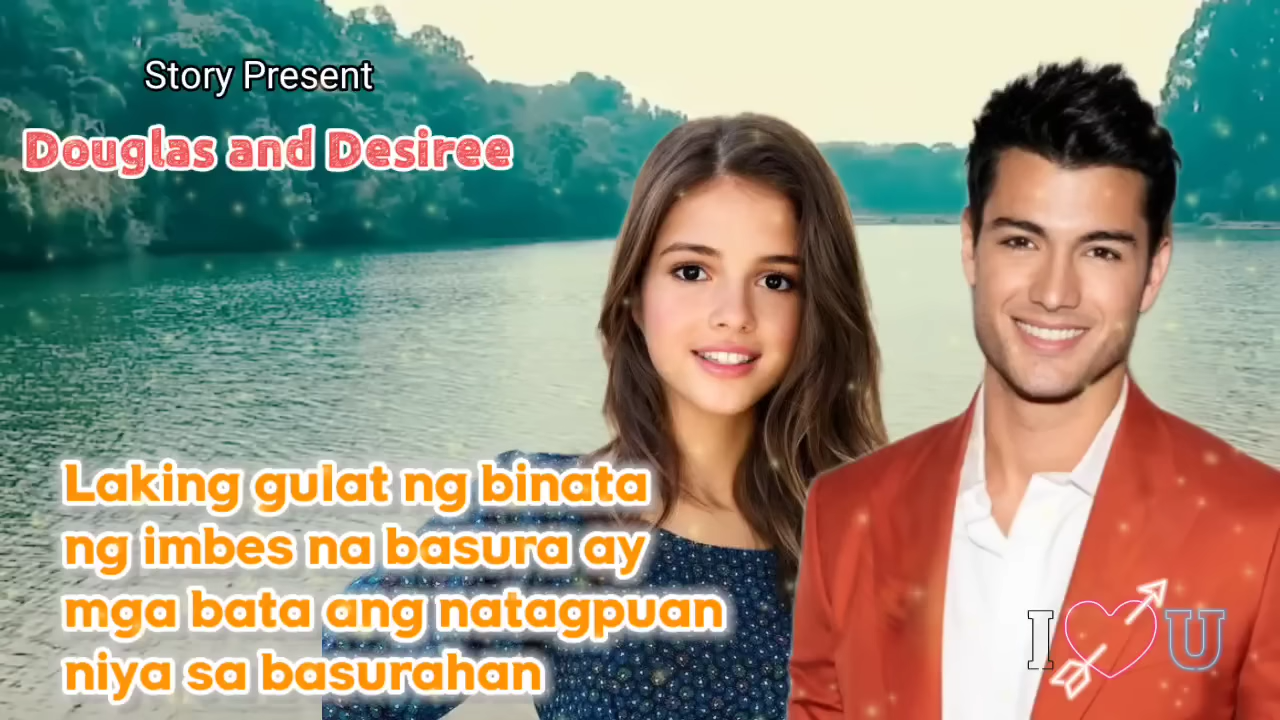 Story Present
Douglas and Desiree
Laking gulat ng binata
ng imbes na basura ay
mga bata ang natagpuan
niya sa basurahan
I U